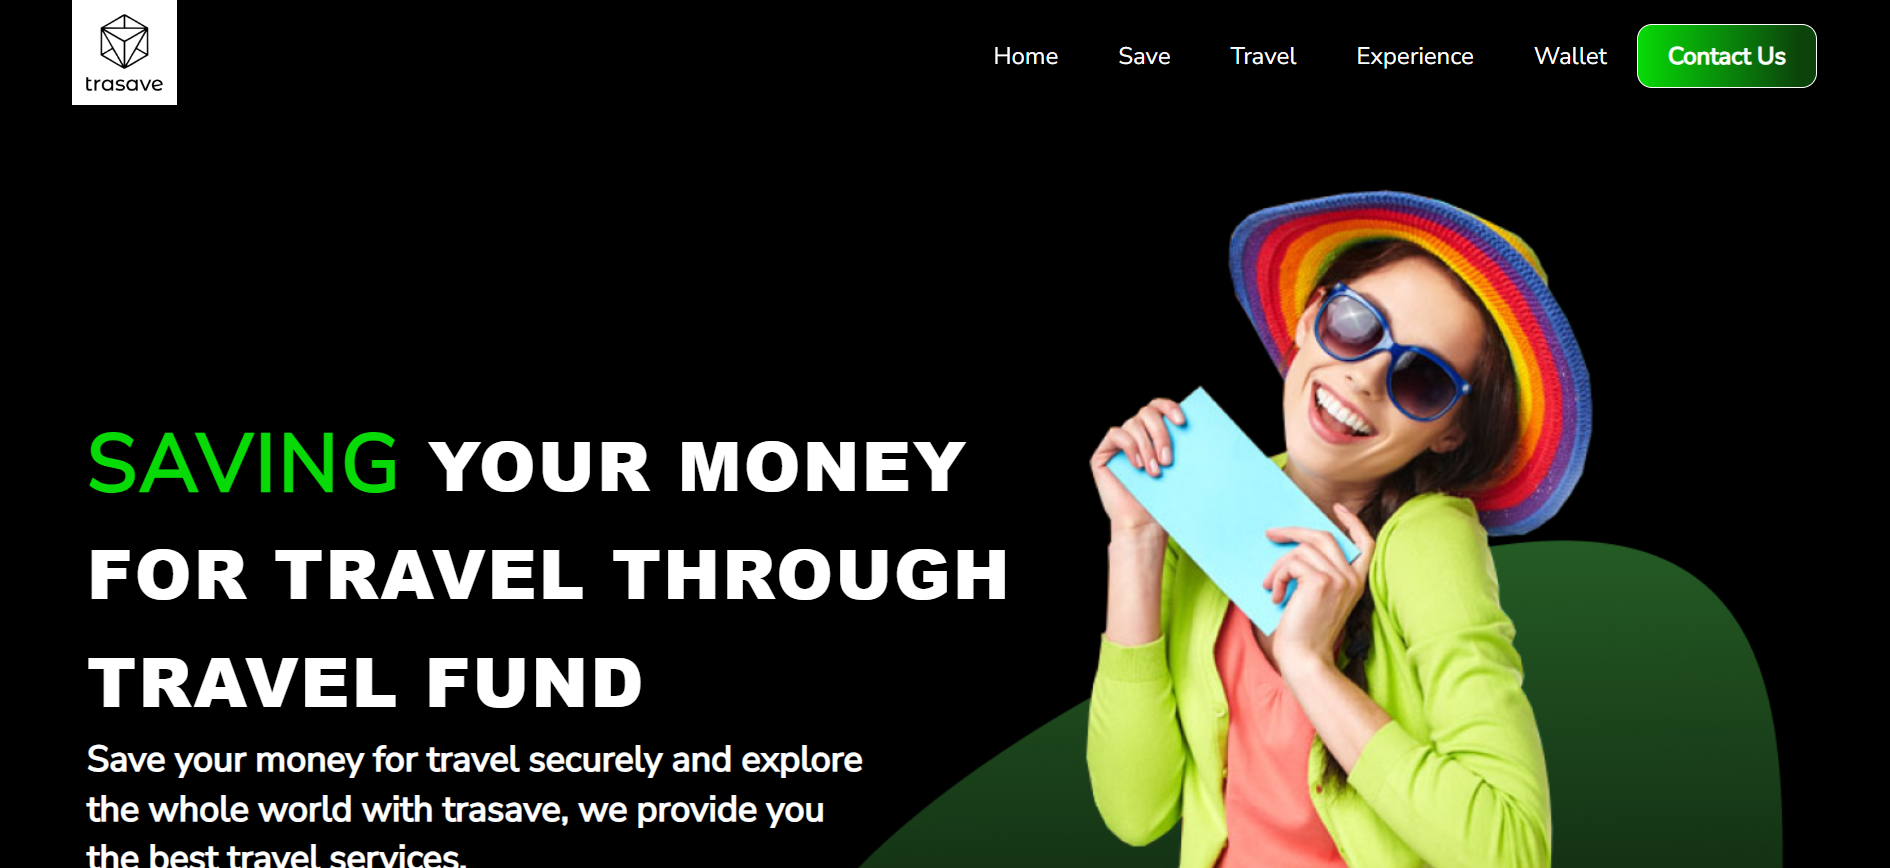 trasave
Home
Save
Travel
Experience
Wallet
Contact Us
SAVING YOUR MONEY
FOR TRAVEL THROUGH
TRAVEL FUND
Save your money for travel securely and explore
the whole world with trasave, we provide you
the best travel services.